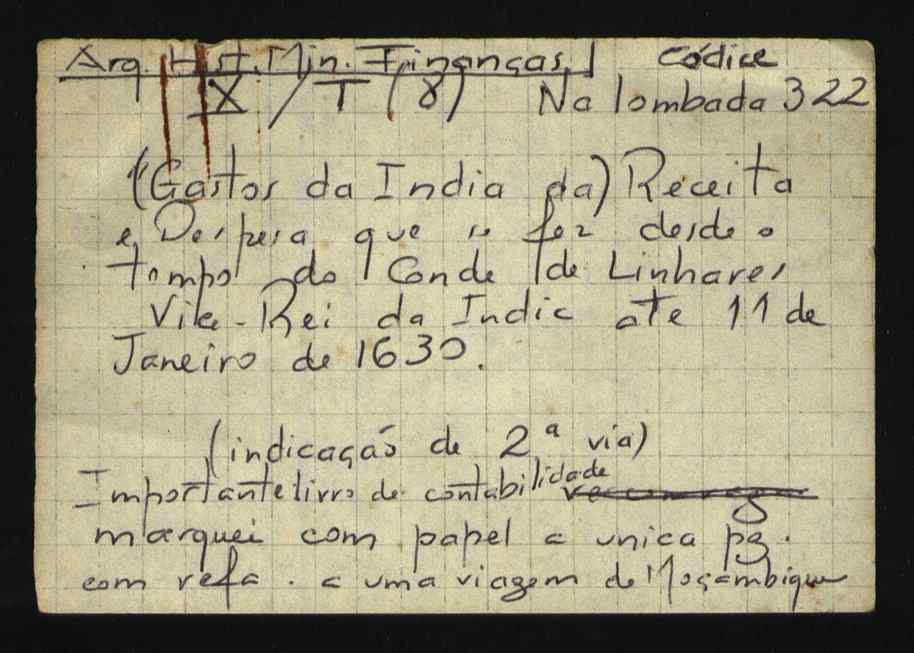 Arq. Hist. Min. Finanças | Códice
X / T (8) Na lombada 322
(Gastos da India da) Receita
e Despesa que se fez desde o
tempo do Conde de Linhares
Vice-Rei da India ate 11 de
Janeiro de 1630.
(indicação de 2ª via)
Importante livro de contabilidade
marquei com papel a unica pg.
com refa. a uma viagem de Moçambique